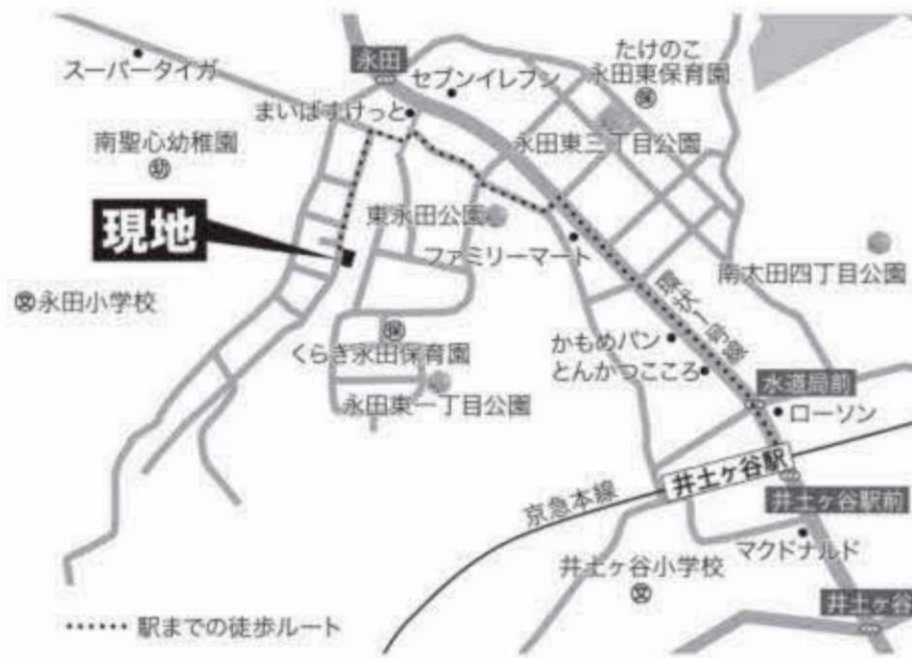 スーパータイガ
永田
セブンイレブン
たけのこ
永田東保育園
保
まいばすけっと
南聖心幼稚園
幼
永田東三丁目公園
現地
東永田公園
ファミリーマート
南太田四丁目公園
文永田小学校
環状1号線
保
くらき永田保育園
かもめパン
とんかつこころ
永田東一丁目公園
水道局前
ローソン
井土ヶ谷駅
京急本線
井土ヶ谷駅前
マクドナルド
井土ヶ谷小学校
文
井土ヶ谷
駅までの徒歩ルート